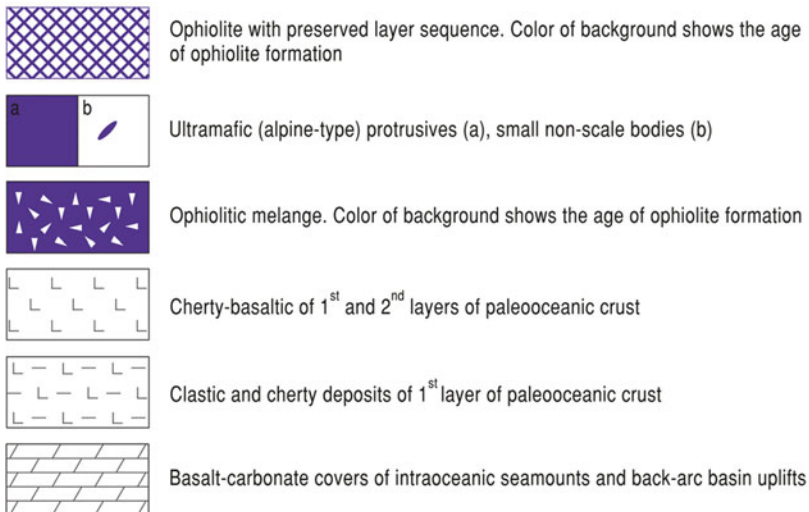 Ophiolite with preserved layer sequence. Color of background shows the age
of ophiolite formation
a b
Ultramafic (alpine-type) protrusives (a), small non-scale bodies (b)
Ophiolitic melange. Color of background shows the age of ophiolite formation
Cherty-basaltic of 1st and 2nd layers of paleooceanic crust
Clastic and cherty deposits of 1st layer of paleooceanic crust
Basalt-carbonate covers of intraoceanic seamounts and back-arc basin uplifts